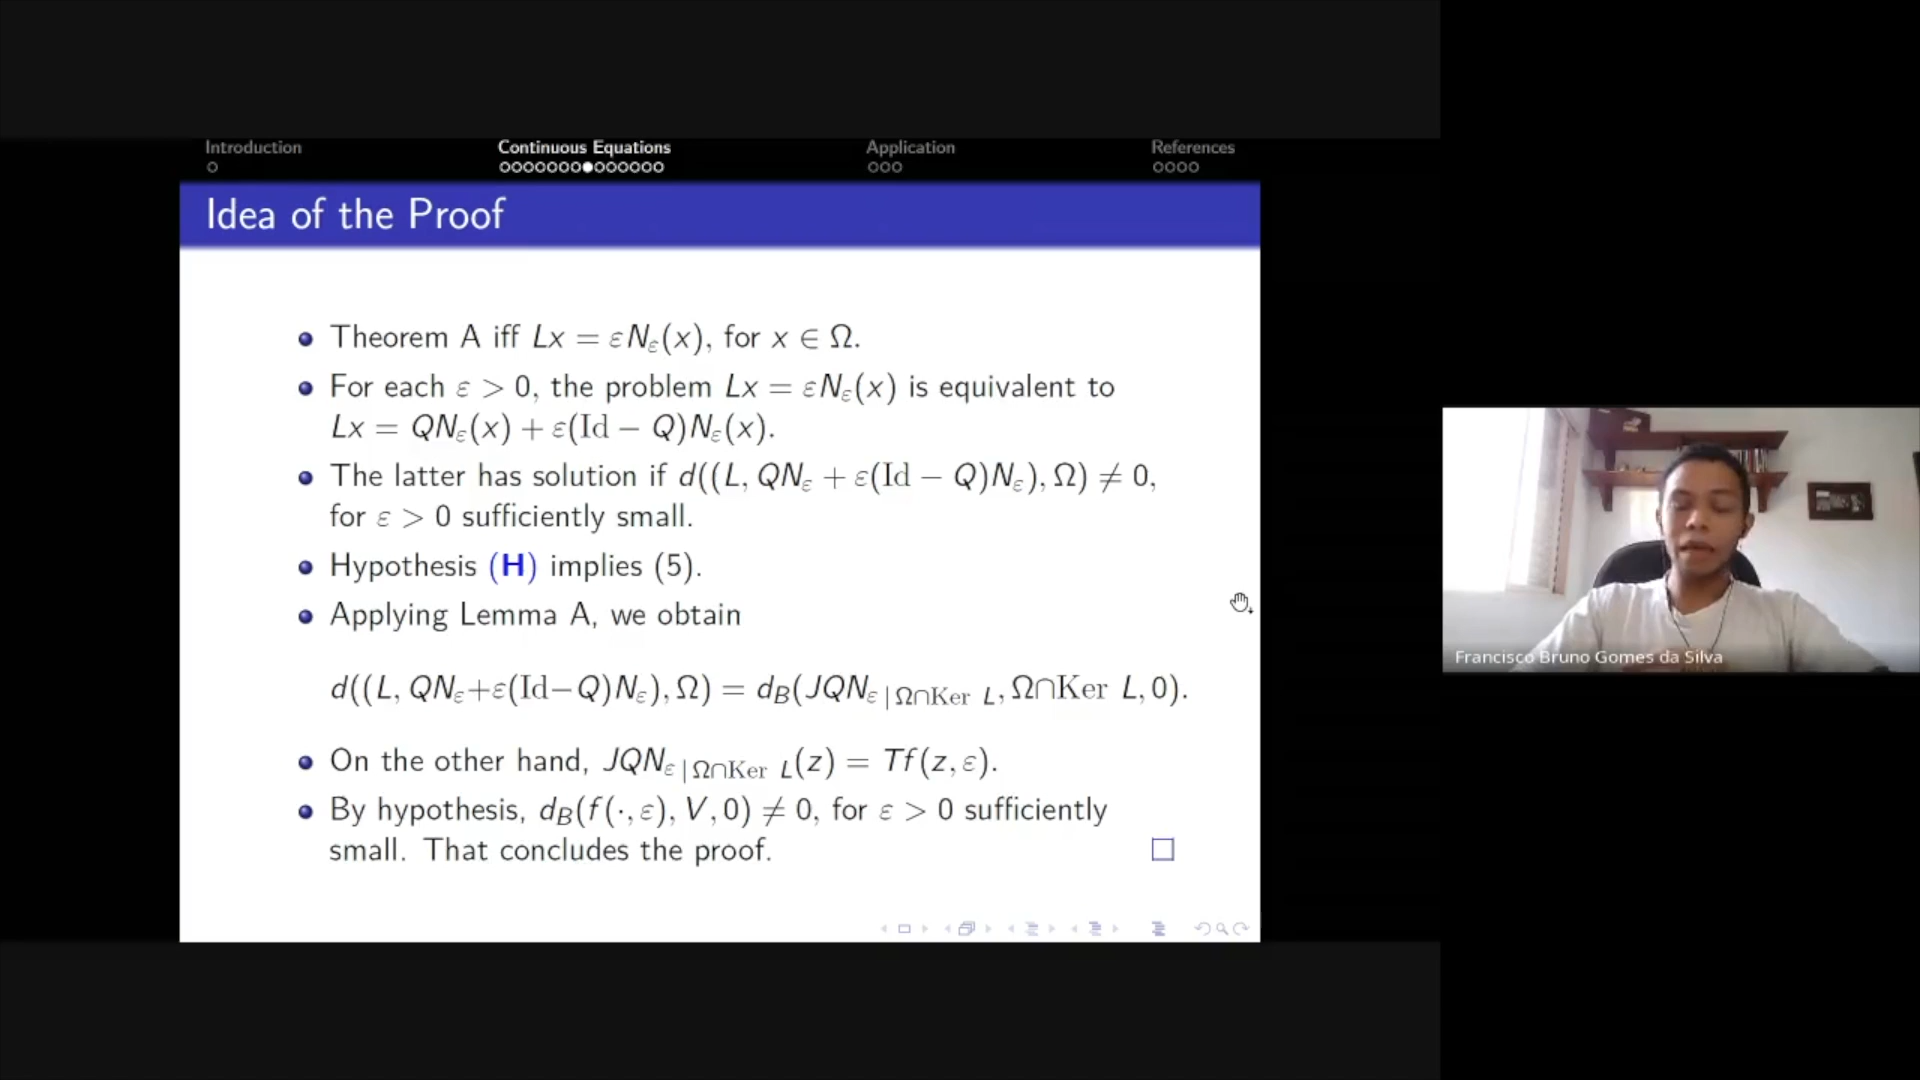 Introduction
Continuous Equations
Application
References
Idea of the Proof
Theorem A iff Lx = εN_ε(x), for x ∈ Ω.
For each ε > 0, the problem Lx = εN_ε(x) is equivalent to
Lx = QN_ε(x) + ε(Id − Q)N_ε(x).
The latter has solution if d((L, QN_ε + ε(Id − Q)N_ε), Ω) ≠ 0,
for ε > 0 sufficiently small.
Hypothesis (H) implies (5).
Applying Lemma A, we obtain
d((L, QN_ε+ε(Id−Q)N_ε), Ω) = d_B(JQN_ε|Ω∩Ker L, Ω∩Ker L, 0).
On the other hand, JQN_ε|Ω∩Ker L(z) = Tf(z, ε).
By hypothesis, d_B(f(·, ε), V, 0) ≠ 0, for ε > 0 sufficiently
small. That concludes the proof. □
Francisco Bruno Gomes da Silva